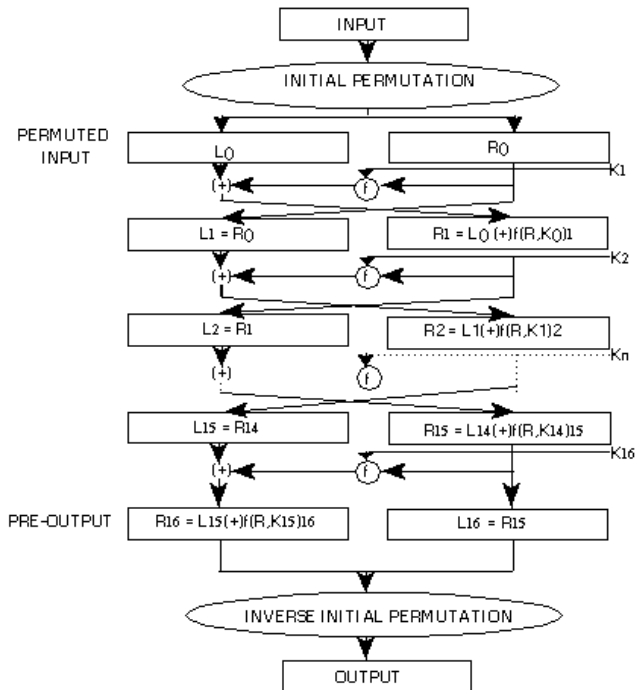 INPUT
INITIAL PERMUTATION
PERMUTED
INPUT
L0
R0
K1
(+)
f
L1 = R0
R1 = L0 (+)f(R,K0)1
K2
(+)
f
L2 = R1
R2 = L1(+)f(R,K1)2
Kn
(+)
f
L15 = R14
R15 = L14(+)f(R,K14)15
K16
(+)
f
PRE-OUTPUT
R16 = L15(+)f(R,K15)16
L16 = R15
INVERSE INITIAL PERMUTATION
OUTPUT